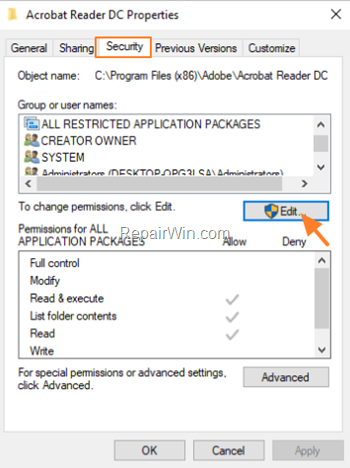 Acrobat Reader DC Properties
General Sharing Security Previous Versions Customize
Object name: C:\Program Files (x86)\Adobe\Acrobat Reader DC
Group or user names:
ALL RESTRICTED APPLICATION PACKAGES
CREATOR OWNER
SYSTEM
Administrators (DESKTOP-OPG3LSA\Administrators)
To change permissions, click Edit.
Edit...
RepairWin.com
Permissions for ALL
APPLICATION PACKAGES Allow Deny
Full control
Modify
Read & execute
List folder contents
Read
Write
For special permissions or advanced settings,
click Advanced.
Advanced
OK Cancel Apply